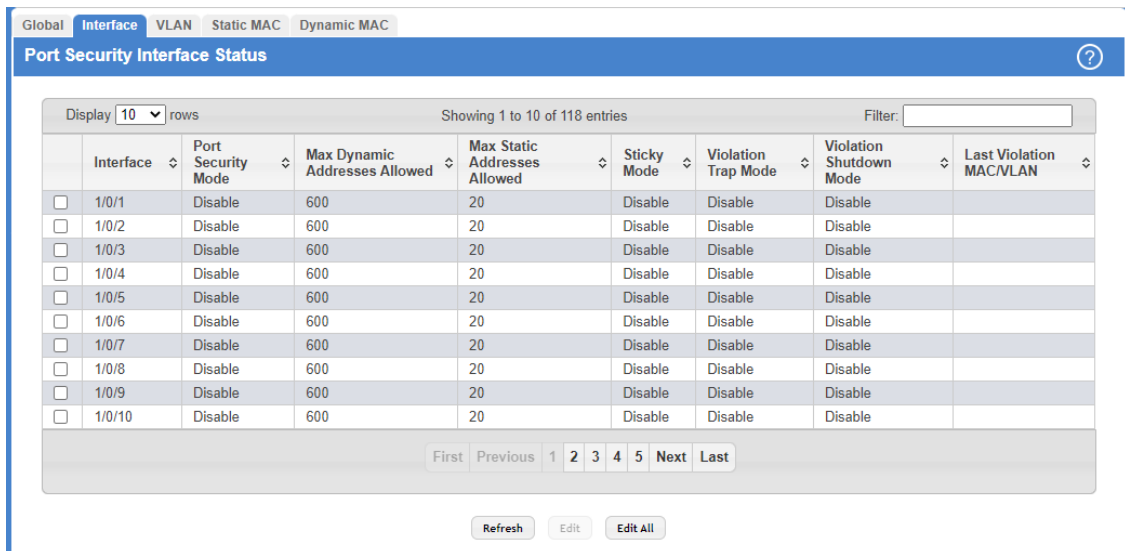 Global Interface VLAN Static MAC Dynamic MAC
Port Security Interface Status ?
Display 10 rows Showing 1 to 10 of 118 entries Filter:
Interface Port Security Mode Max Dynamic Addresses Allowed Max Static Addresses Allowed Sticky Mode Violation Trap Mode Violation Shutdown Mode Last Violation MAC/VLAN
1/0/1 Disable 600 20 Disable Disable Disable
1/0/2 Disable 600 20 Disable Disable Disable
1/0/3 Disable 600 20 Disable Disable Disable
1/0/4 Disable 600 20 Disable Disable Disable
1/0/5 Disable 600 20 Disable Disable Disable
1/0/6 Disable 600 20 Disable Disable Disable
1/0/7 Disable 600 20 Disable Disable Disable
1/0/8 Disable 600 20 Disable Disable Disable
1/0/9 Disable 600 20 Disable Disable Disable
1/0/10 Disable 600 20 Disable Disable Disable
First Previous 1 2 3 4 5 Next Last
Refresh Edit Edit All